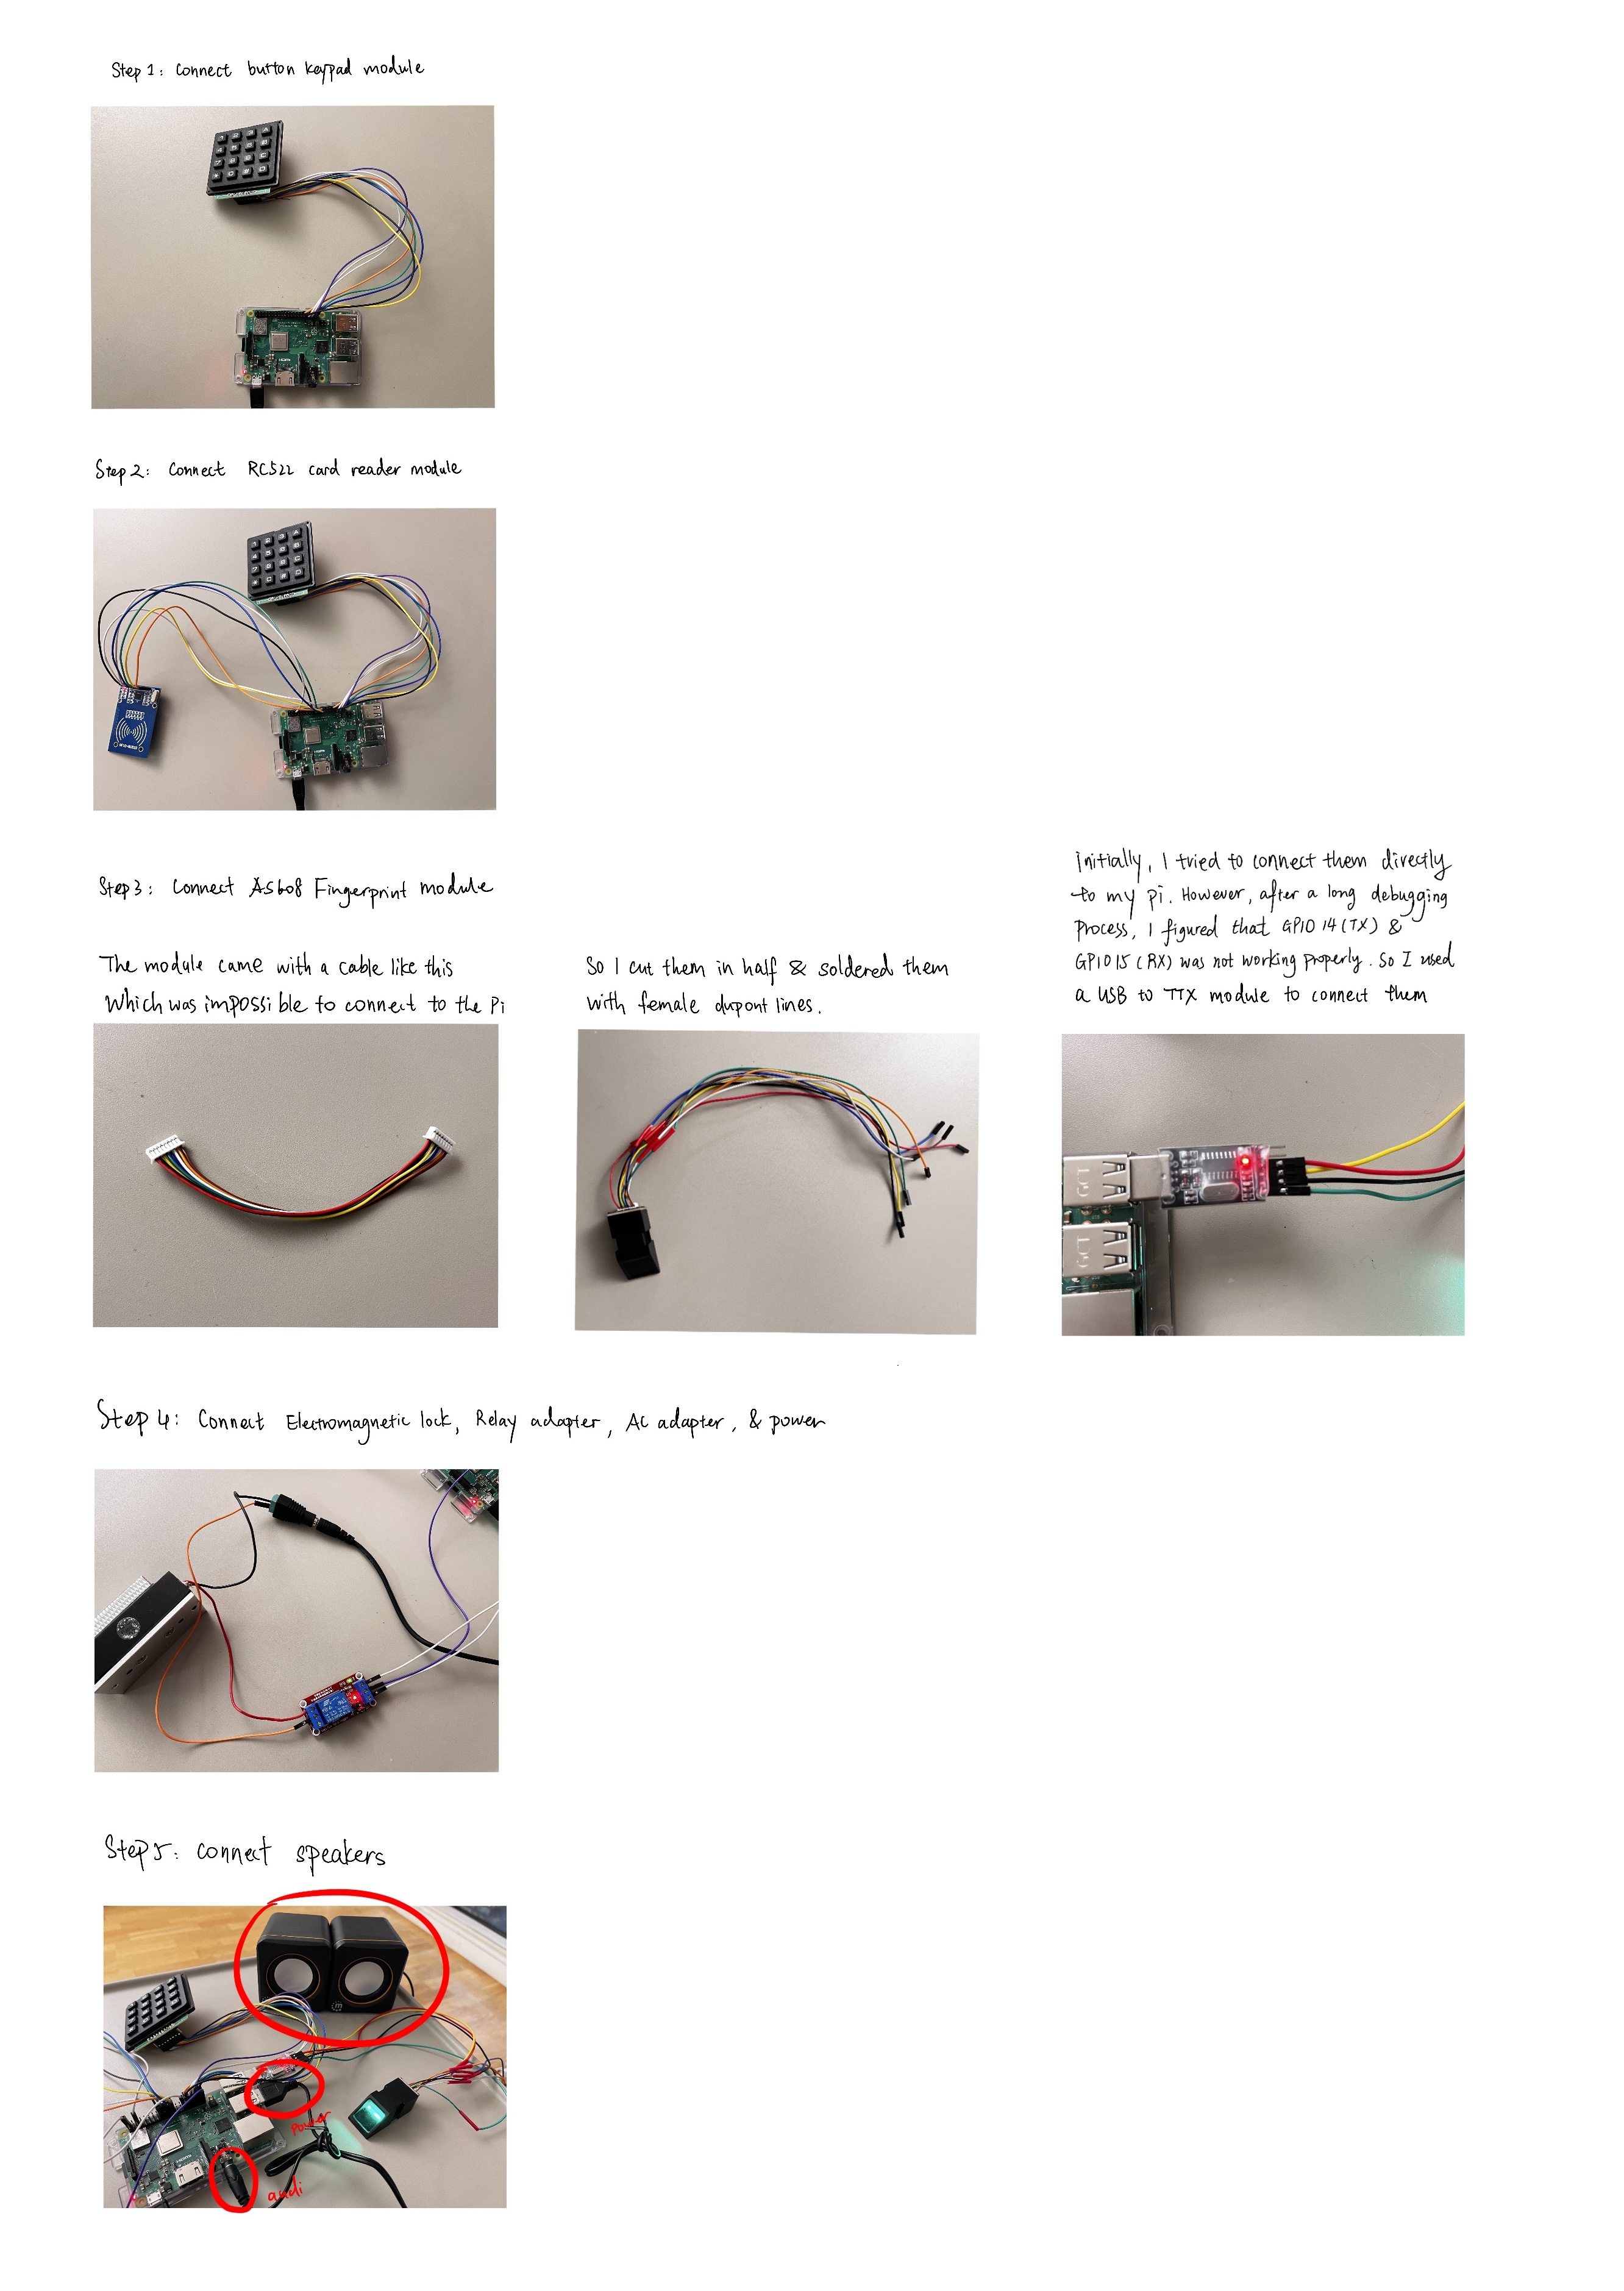 Step 1: Connect button keypad module
Step 2: Connect RC522 card reader module
Step 3: Connect AS608 Fingerprint module
The module came with a cable like this
Which was impossible to connect to the Pi
So I cut them in half & soldered them
with female dupont lines.
Initially, I tried to connect them directly
to my pi. However, after a long debugging
process, I figured that GPIO 14 (TX) &
GPIO 15 (RX) was not working properly. So I used
a USB to TTX module to connect them
Step 4: Connect Electromagnetic lock, Relay adapter, AC adapter, & power
Step 5: Connect speakers
power
audi